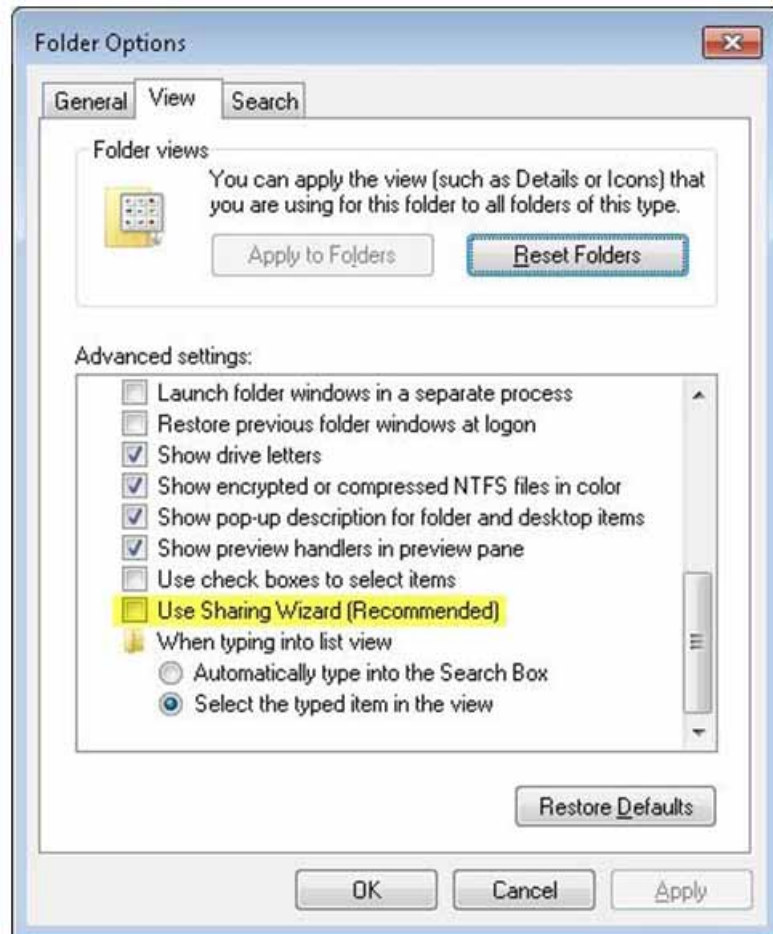 Folder Options
General View Search
Folder views
You can apply the view (such as Details or Icons) that
you are using for this folder to all folders of this type.
Apply to Folders Reset Folders
Advanced settings:
Launch folder windows in a separate process
Restore previous folder windows at logon
Show drive letters
Show encrypted or compressed NTFS files in color
Show pop-up description for folder and desktop items
Show preview handlers in preview pane
Use check boxes to select items
Use Sharing Wizard (Recommended)
When typing into list view
Automatically type into the Search Box
Select the typed item in the view
Restore Defaults
OK Cancel Apply